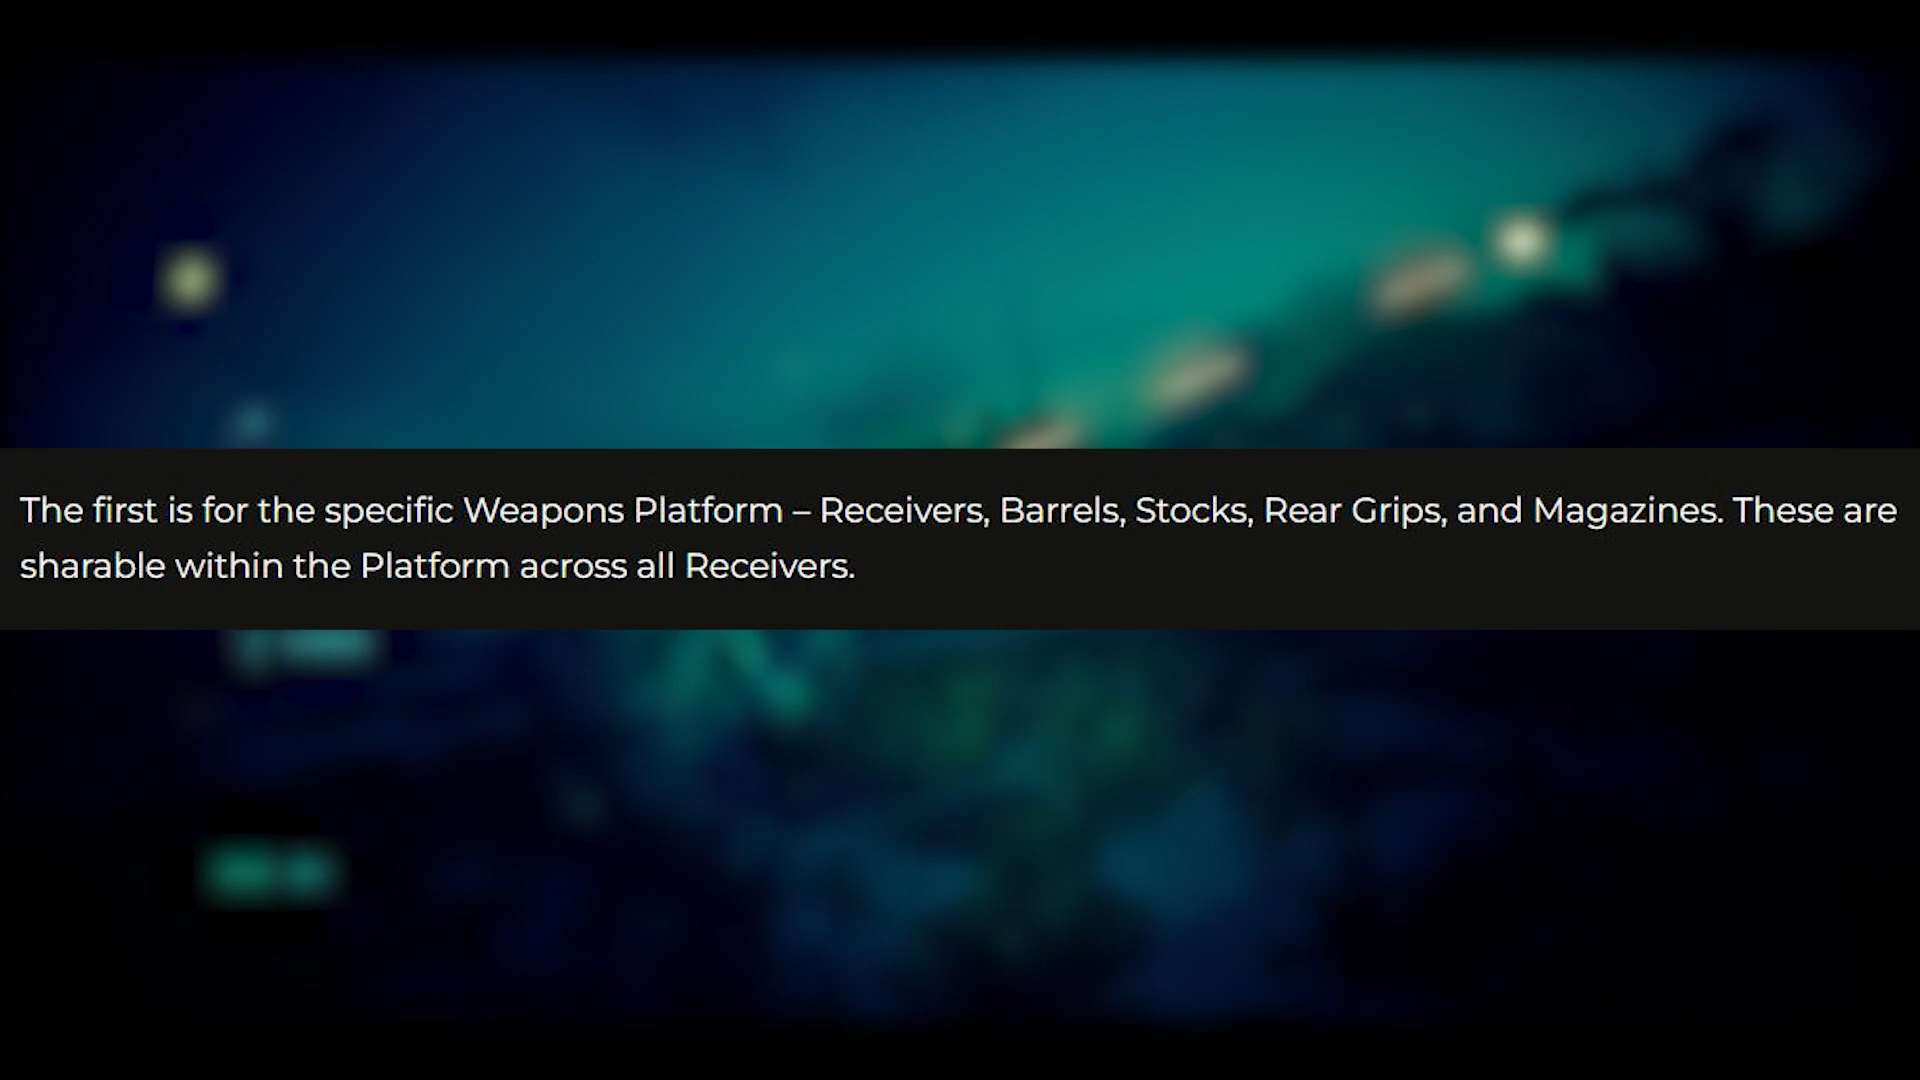 The first is for the specific Weapons Platform – Receivers, Barrels, Stocks, Rear Grips, and Magazines. These are
sharable within the Platform across all Receivers.